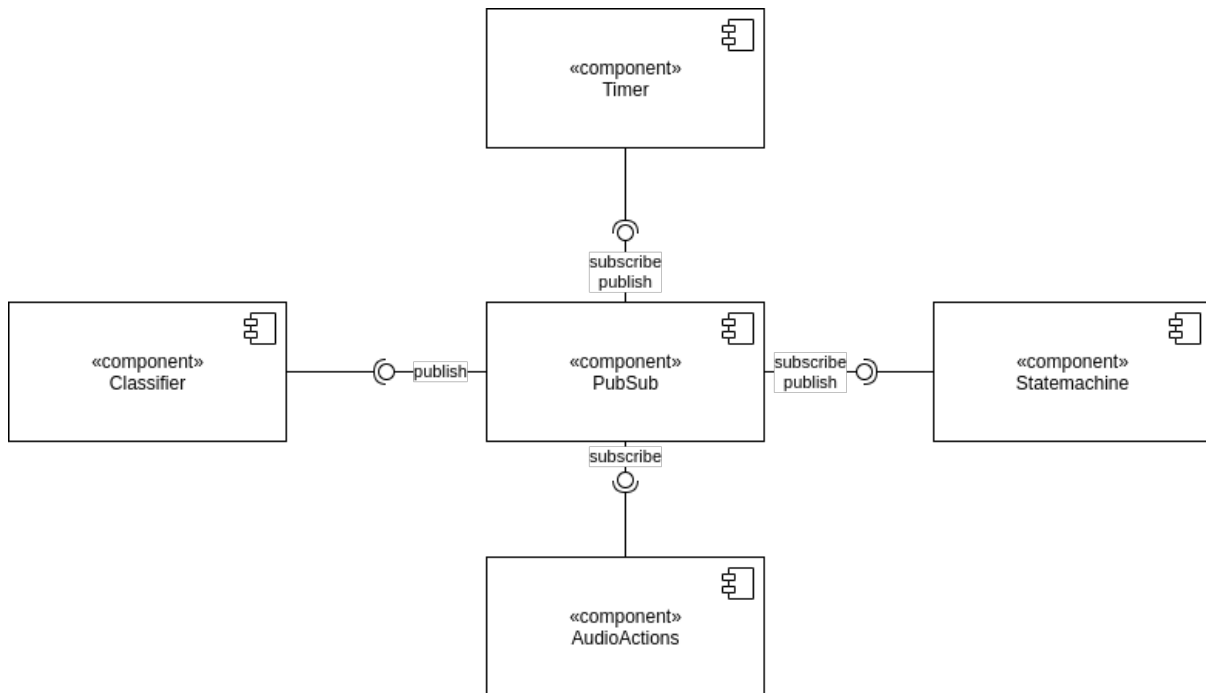 «component»
Timer
subscribe
publish
«component»
Classifier
publish
«component»
PubSub
subscribe
publish
«component»
Statemachine
subscribe
«component»
AudioActions